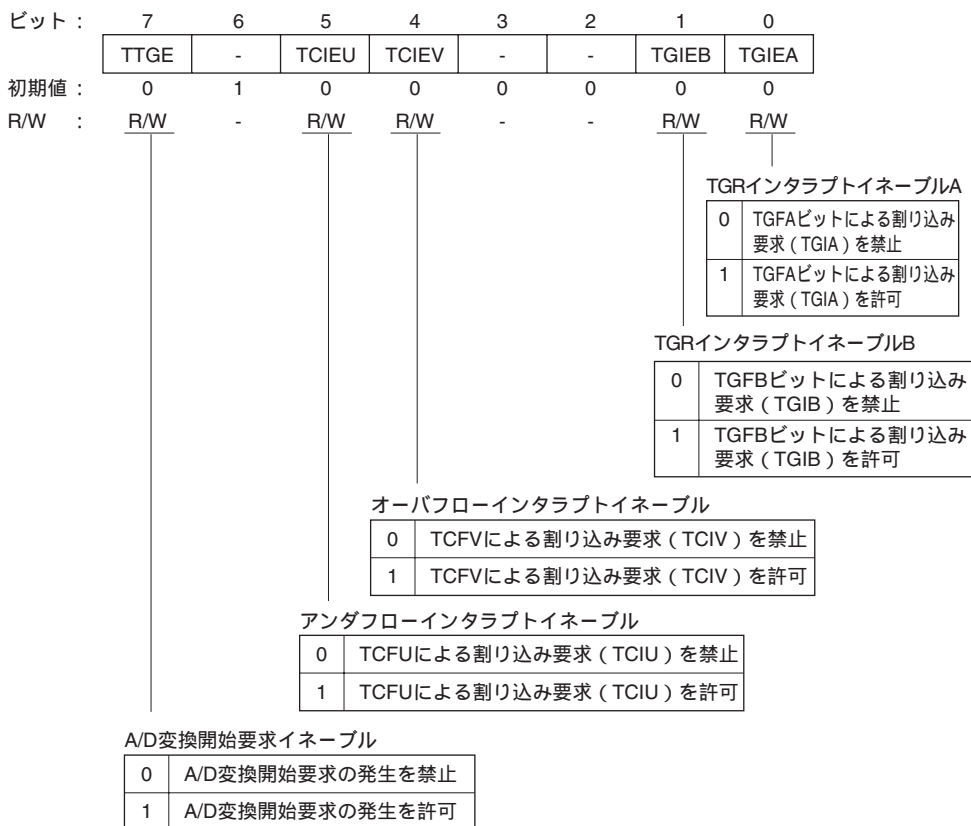 ビット： 7 6 5 4 3 2 1 0
TTGE - TCIEU TCIEV - - TGIEB TGIEA
初期値： 0 1 0 0 0 0 0 0
R/W ： R/W - R/W R/W - - R/W R/W
TGRインタラプトイネーブルA
0 TGFAビットによる割り込み
要求（TGIA）を禁止
1 TGFAビットによる割り込み
要求（TGIA）を許可
TGRインタラプトイネーブルB
0 TGFBビットによる割り込み
要求（TGIB）を禁止
1 TGFBビットによる割り込み
要求（TGIB）を許可
オーバフローインタラプトイネーブル
0 TCFVによる割り込み要求（TCIV）を禁止
1 TCFVによる割り込み要求（TCIV）を許可
アンダフローインタラプトイネーブル
0 TCFUによる割り込み要求（TCIU）を禁止
1 TCFUによる割り込み要求（TCIU）を許可
A/D変換開始要求イネーブル
0 A/D変換開始要求の発生を禁止
1 A/D変換開始要求の発生を許可